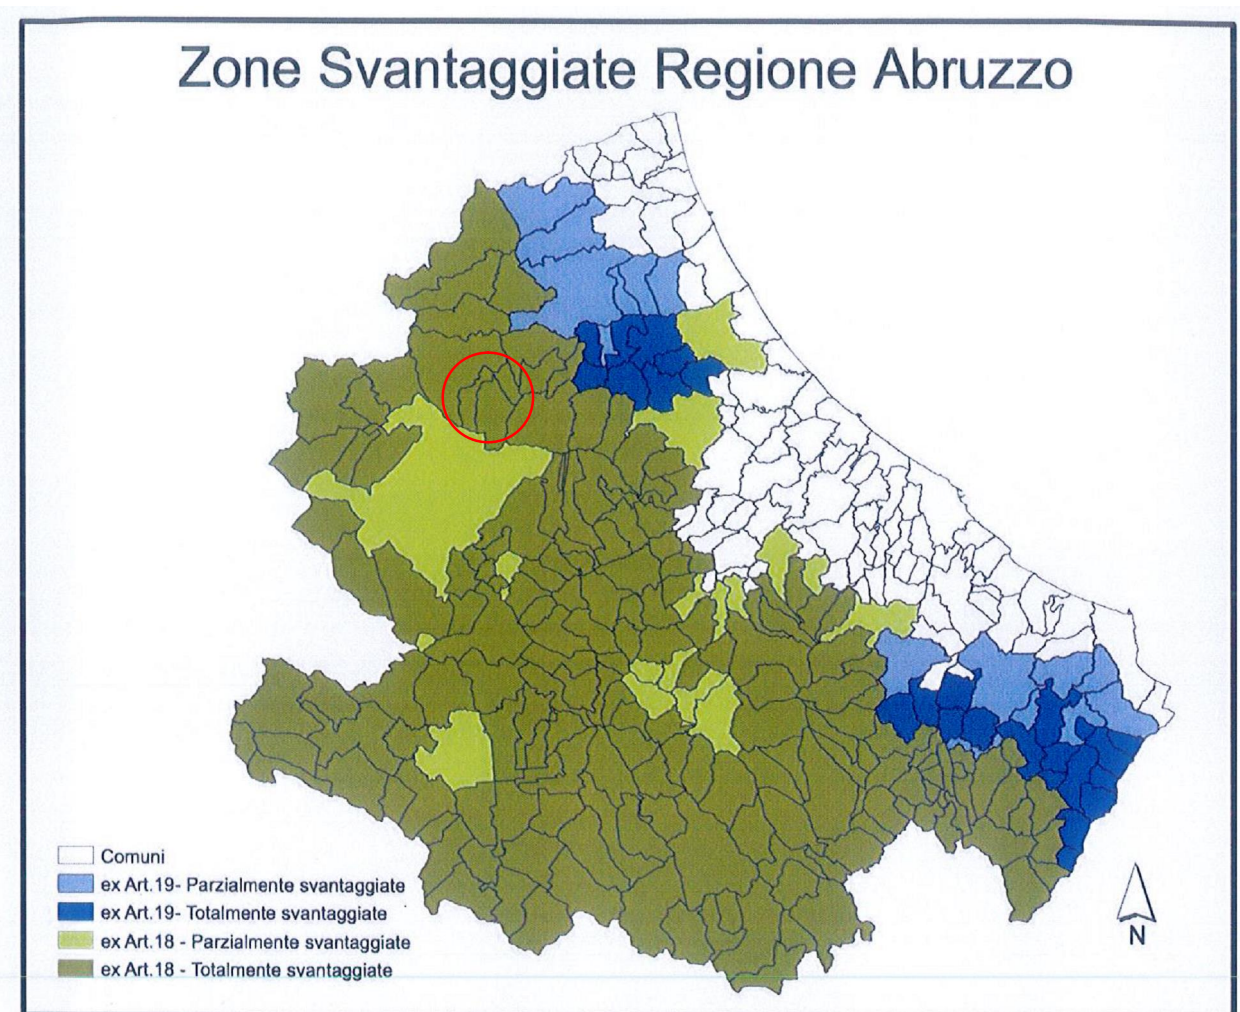 Zone Svantaggiate Regione Abruzzo
Comuni
ex Art.19- Parzialmente svantaggiate
ex Art.19- Totalmente svantaggiate
ex Art.18 - Parzialmente svantaggiate
ex Art.18 - Totalmente svantaggiate
N